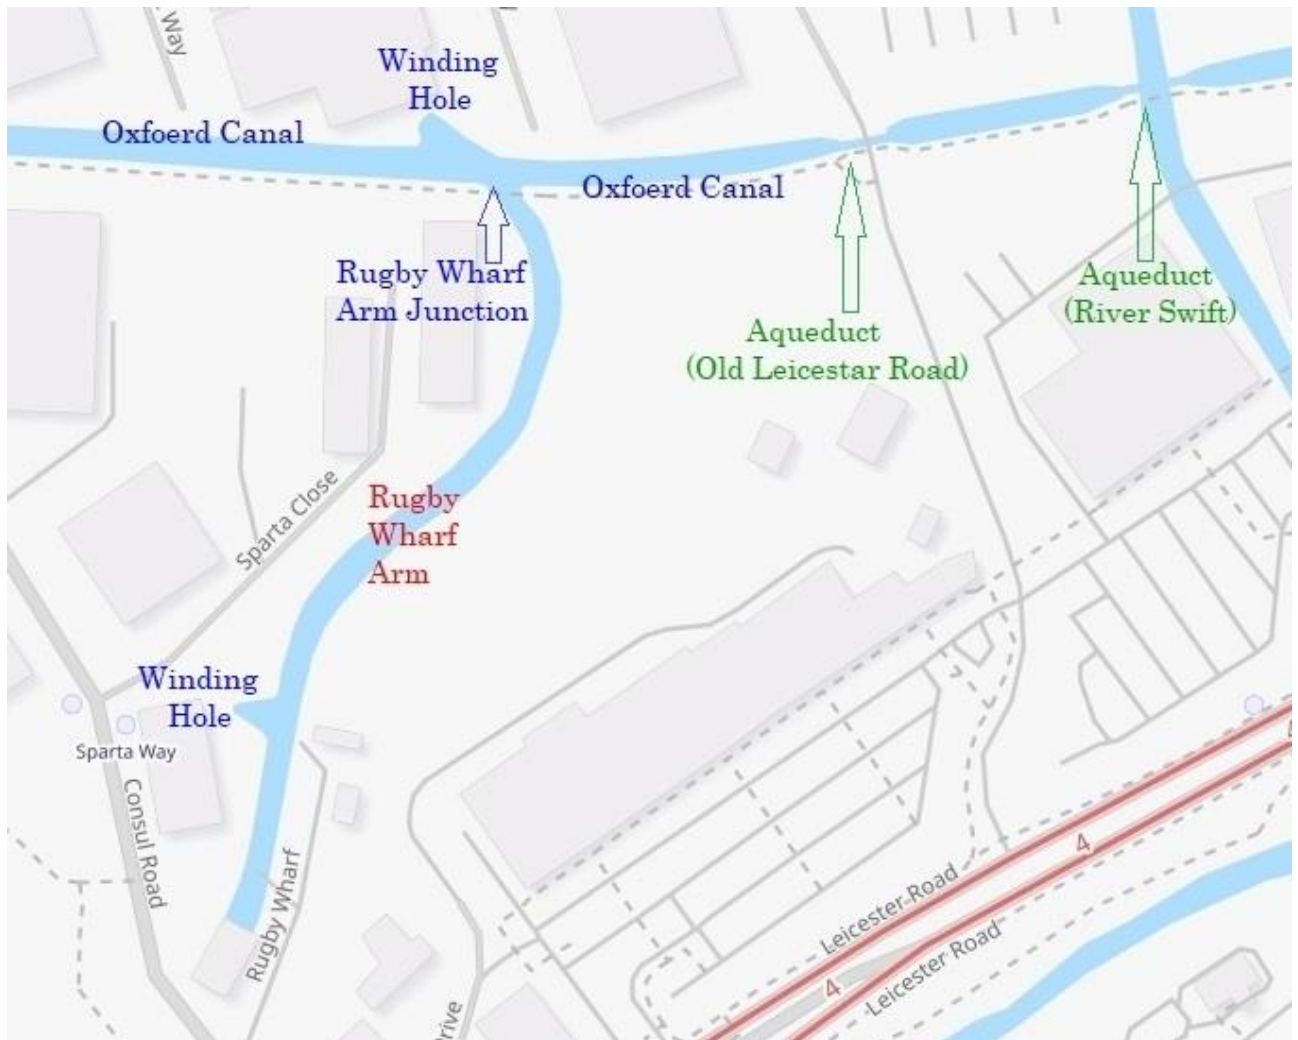 Way
Winding
Hole
Oxfoerd Canal
Oxfoerd Canal
Rugby Wharf
Arm Junction
Aqueduct
(River Swift)
Aqueduct
(Old Leicestar Road)
Sparta Close
Rugby
Wharf
Arm
Winding
Hole
Sparta Way
Consul Road
Rugby Wharf
Leicester Road
Leicester Road
4
4